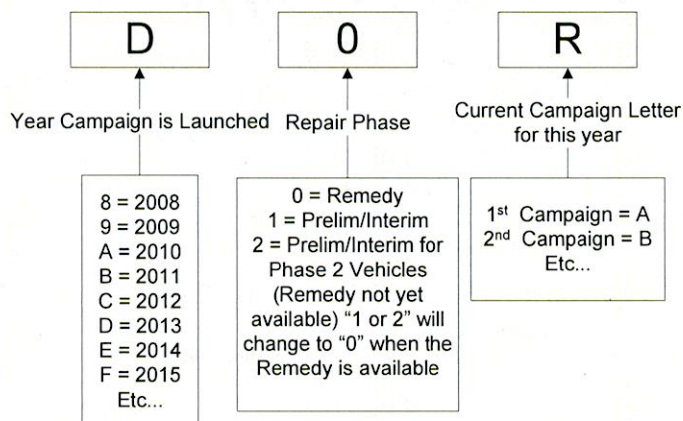 D
0
R
Year Campaign is Launched
Repair Phase
Current Campaign Letter
for this year
8 = 2008
9 = 2009
A = 2010
B = 2011
C = 2012
D = 2013
E = 2014
F = 2015
Etc...
0 = Remedy
1 = Prelim/Interim
2 = Prelim/Interim for
Phase 2 Vehicles
(Remedy not yet
available) “1 or 2” will
change to “0” when the
Remedy is available
1st Campaign = A
2nd Campaign = B
Etc...